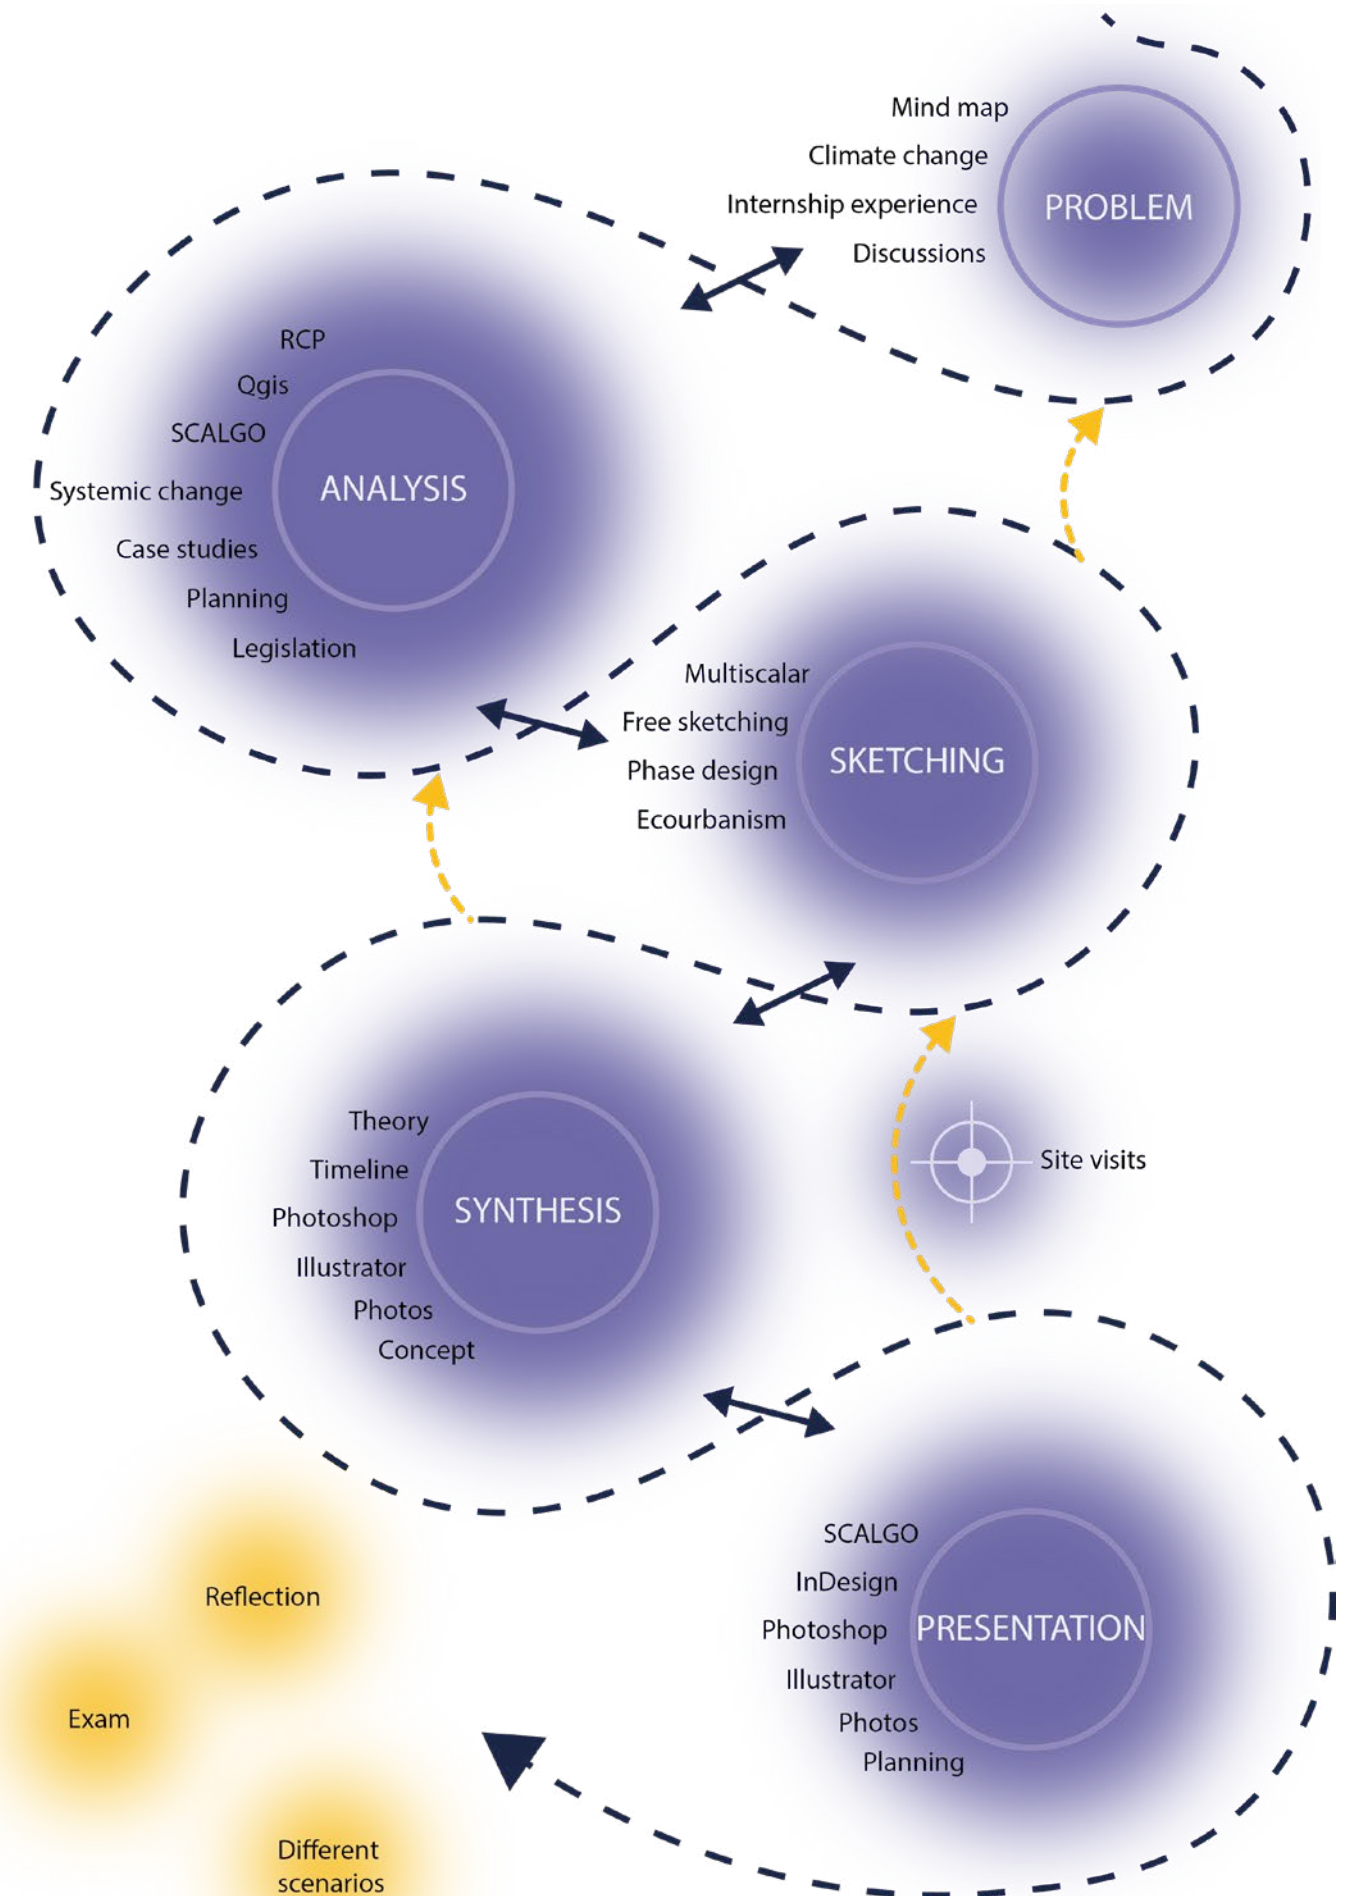 Mind map
Climate change
Internship experience
Discussions
PROBLEM
RCP
Qgis
SCALGO
Systemic change
Case studies
Planning
Legislation
ANALYSIS
Multiscalar
Free sketching
Phase design
Ecourbanism
SKETCHING
Theory
Timeline
Photoshop
Illustrator
Photos
Concept
SYNTHESIS
Site visits
SCALGO
InDesign
Photoshop
Illustrator
Photos
Planning
PRESENTATION
Reflection
Exam
Different
scenarios